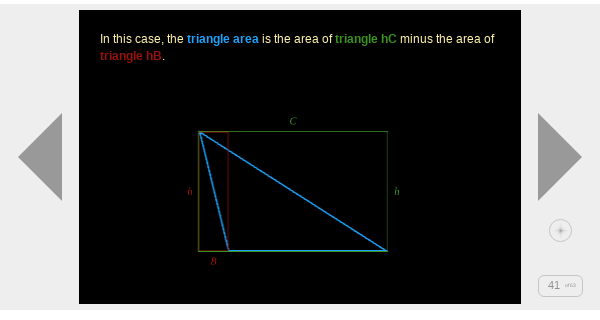 In this case, the triangle area is the area of triangle hC minus the area of
triangle hB.
C
h
h
B
41